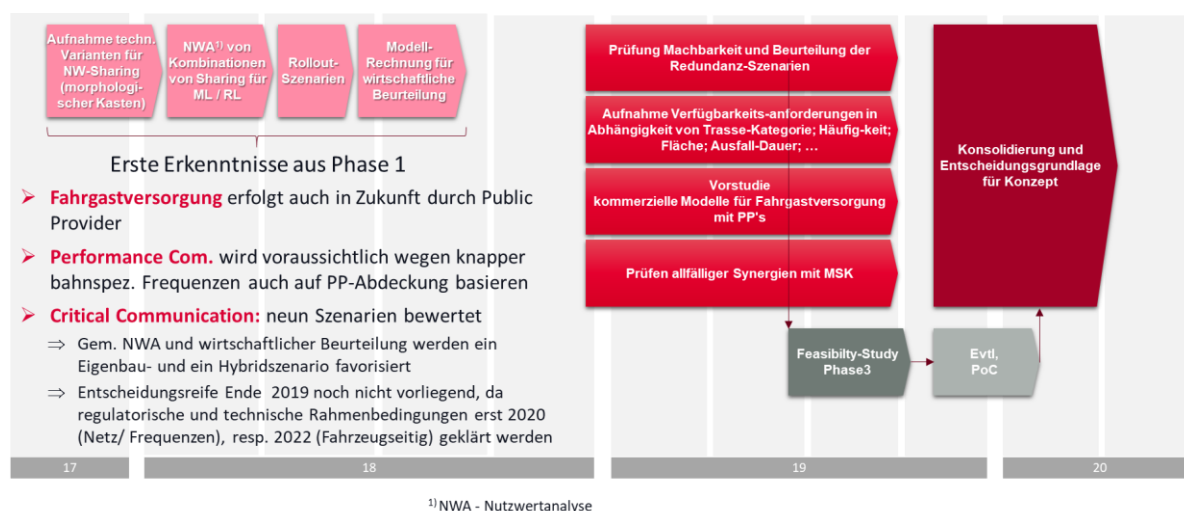 Aufnahme techn.
Varianten für
NW-Sharing
(morphologi-
scher Kasten)
NWA¹⁾ von
Kombinationen
von Sharing für
ML / RL
Rollout-
Szenarien
Modell-
Rechnung für
wirtschaftliche
Beurteilung
Erste Erkenntnisse aus Phase 1
➢ Fahrgastversorgung erfolgt auch in Zukunft durch Public
Provider
➢ Performance Com. wird voraussichtlich wegen knapper
bahnspez. Frequenzen auch auf PP-Abdeckung basieren
➢ Critical Communication: neun Szenarien bewertet
⇒ Gem. NWA und wirtschaftlicher Beurteilung werden ein
Eigenbau- und ein Hybridszenario favorisiert
⇒ Entscheidungsreife Ende 2019 noch nicht vorliegend, da
regulatorische und technische Rahmenbedingungen erst 2020
(Netz/ Frequenzen), resp. 2022 (Fahrzeugseitig) geklärt werden
Prüfung Machbarkeit und Beurteilung der
Redundanz-Szenarien
Aufnahme Verfügbarkeits-anforderungen in
Abhängigkeit von Trasse-Kategorie; Häufig-keit;
Fläche; Ausfall-Dauer; …
Vorstudie
kommerzielle Modelle für Fahrgastversorgung
mit PP's
Prüfen allfälliger Synergien mit MSK
Feasibilty-Study
Phase3
Evtl,
PoC
Konsolidierung und
Entscheidungsgrundlage
für Konzept
17
18
19
20
¹⁾ NWA - Nutzwertanalyse